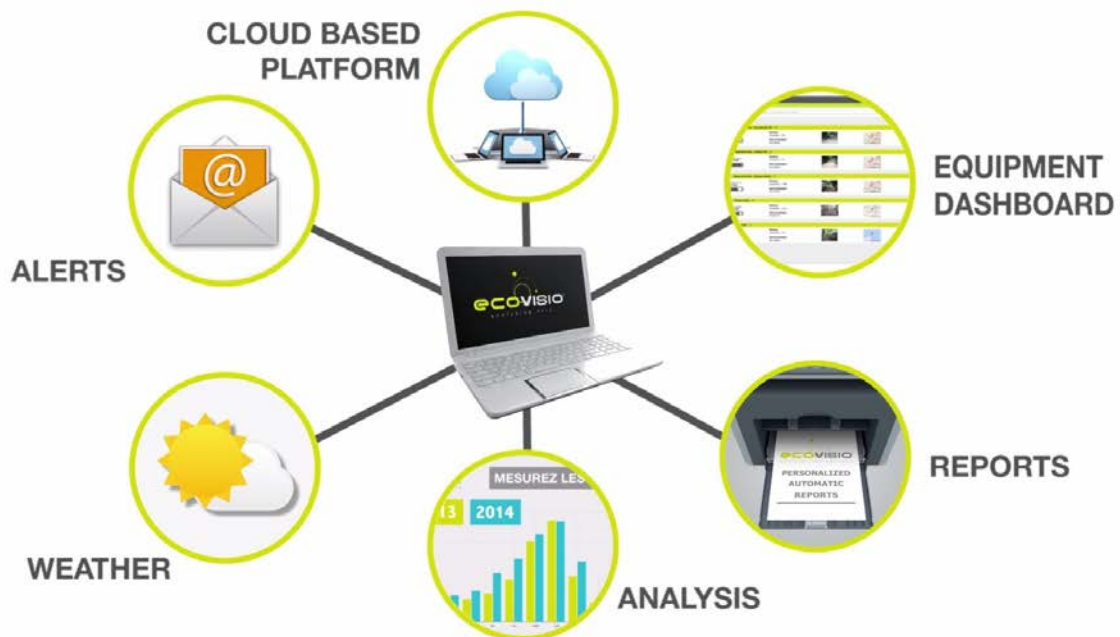 CLOUD BASED
PLATFORM
@
ALERTS
EQUIPMENT
DASHBOARD
ecovisio
WEATHER
MESUREZ LES
13 2014
ANALYSIS
ecovisio
PERSONALIZED
AUTOMATIC
REPORTS
REPORTS